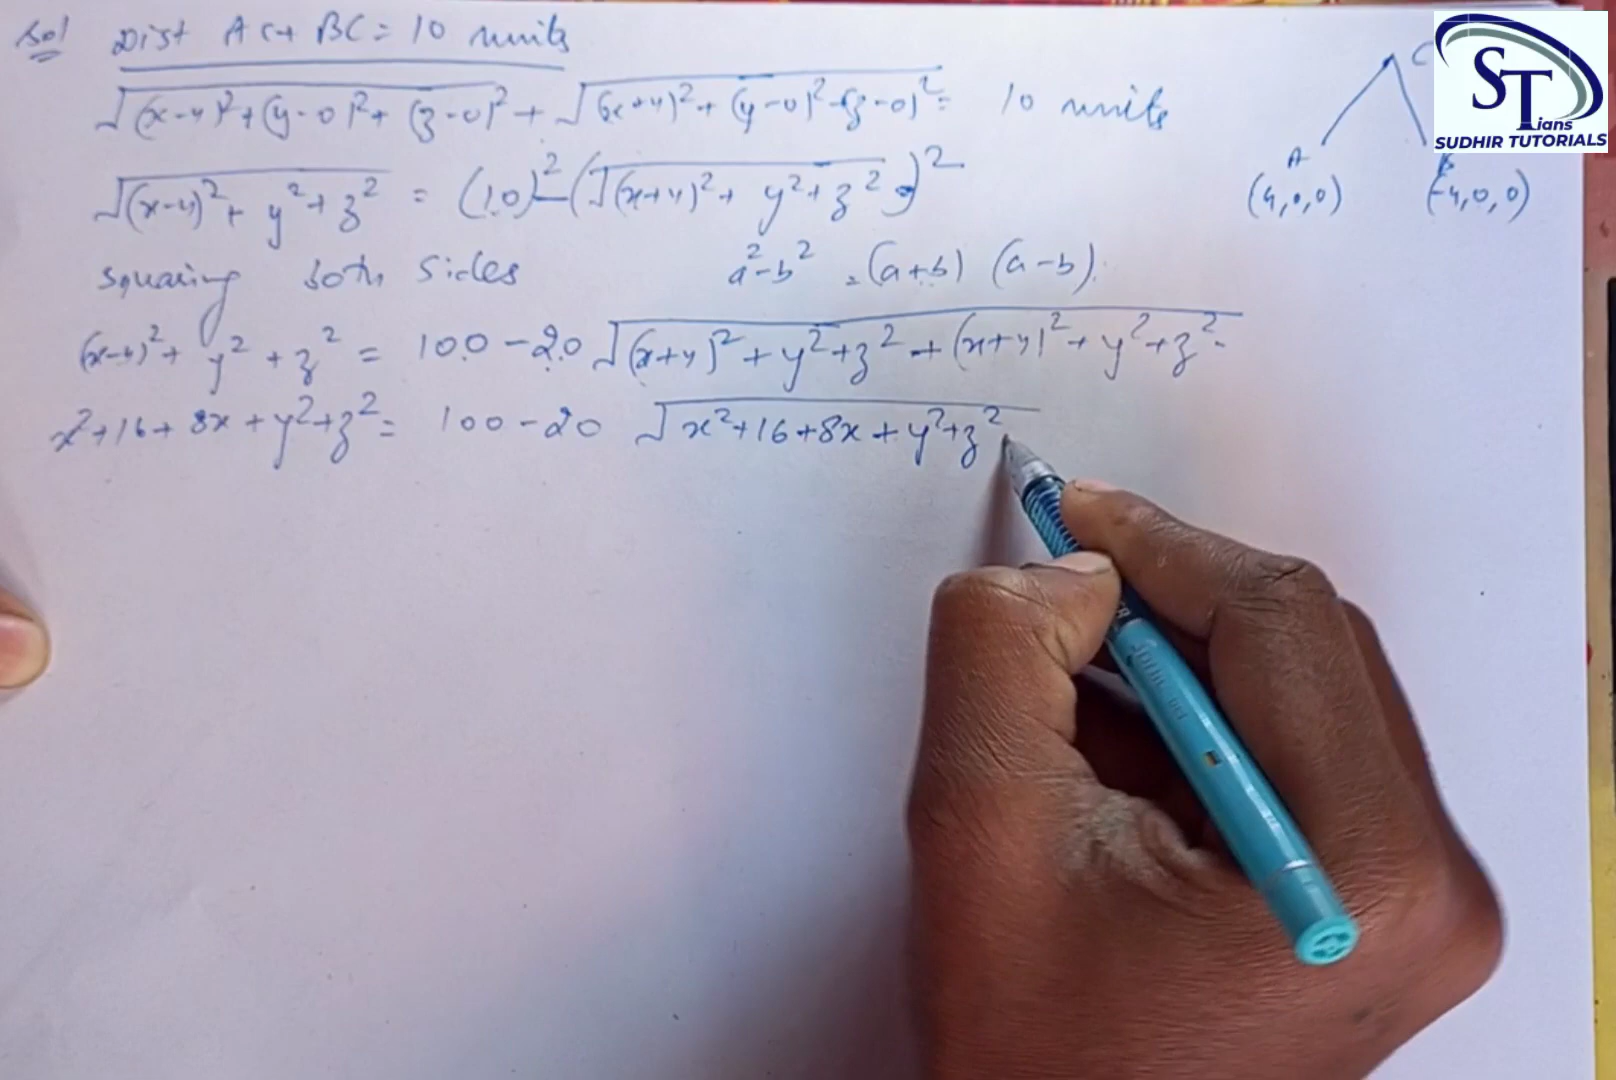 Sol Dist AC + BC = 10 units
√(x-4)²+(y-0)²+(z-0)² + √(x+4)²+(y-0)²+(z-0)² = 10 units
√(x-4)²+y²+z² = (10)²-(√(x+4)²+y²+z²)²
squaring both sides a²-b² = (a+b) (a-b).
(x-4)²+y²+z² = 100-20√(x+4)²+y²+z²+(x+4)²+y²+z².
x²+16+8x+y²+z² = 100-20 √x²+16+8x+y²+z²
C
A B
(4,0,0) (-4,0,0)
ST
ians
SUDHIR TUTORIALS